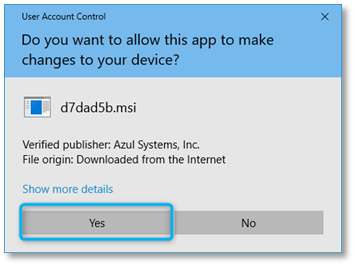 User Account Control
Do you want to allow this app to make
changes to your device?
d7dad5b.msi
Verified publisher: Azul Systems, Inc.
File origin: Downloaded from the Internet
Show more details
Yes
No